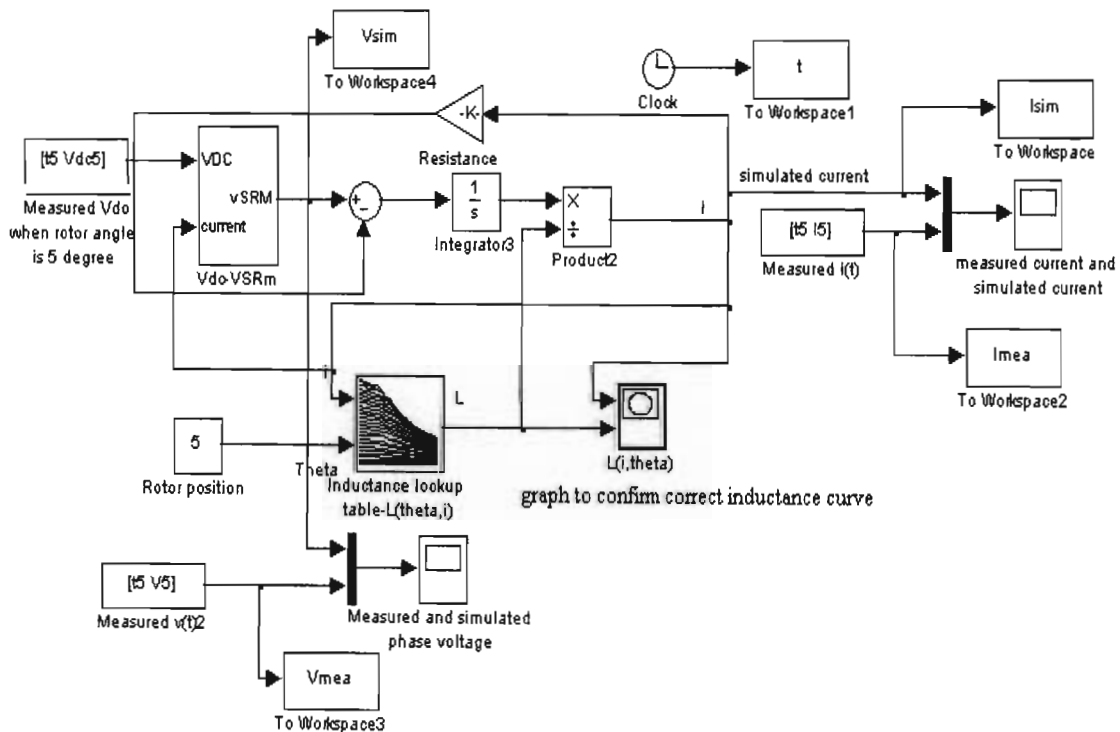 Vsim
To Workspace4
Clock
t
To Workspace1
Isim
To Workspace
-K-
Resistance
[t5 Vdc5]
Measured Vdo
when rotor angle
is 5 degree
VDC
vSRM
current
Vdo-VSRm
+
-
1
s
Integrator3
X
÷
Product2
i
simulated current
[t5 I5]
Measured i(t)
measured current and
simulated current
Imea
To Workspace2
i
L
5
Rotor position
Theta
Inductance lookup
table-L(theta,i)
L(i,theta)
graph to confirm correct inductance curve
[t5 V5]
Measured v(t)2
Measured and simulated
phase voltage
Vmea
To Workspace3